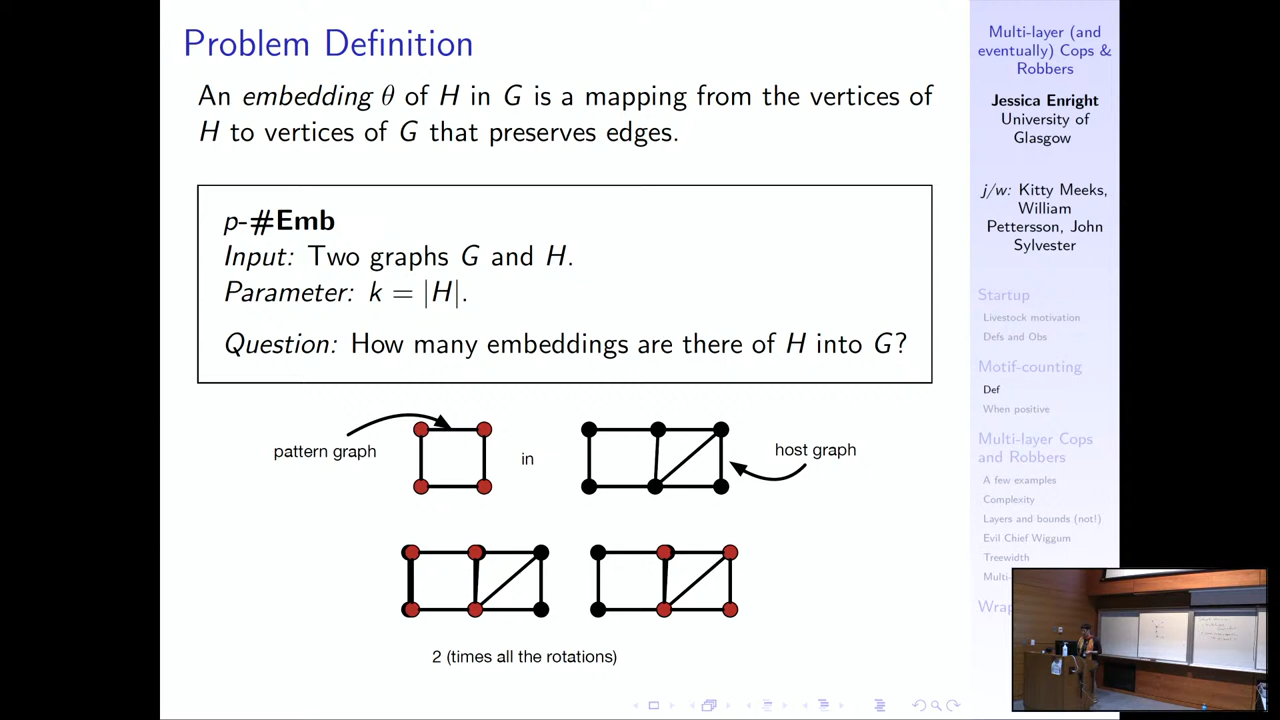 Problem Definition
An embedding θ of H in G is a mapping from the vertices of
H to vertices of G that preserves edges.
p-#Emb
Input: Two graphs G and H.
Parameter: k = |H|.
Question: How many embeddings are there of H into G?
pattern graph
in
host graph
2 (times all the rotations)
Multi-layer (and
eventually) Cops &
Robbers
Jessica Enright
University of
Glasgow
j/w: Kitty Meeks,
William
Pettersson, John
Sylvester
Startup
Livestock motivation
Defs and Obs
Motif-counting
Def
When positive
Multi-layer Cops
and Robbers
A few examples
Complexity
Layers and bounds (not!)
Evil Chief Wiggum
Treewidth